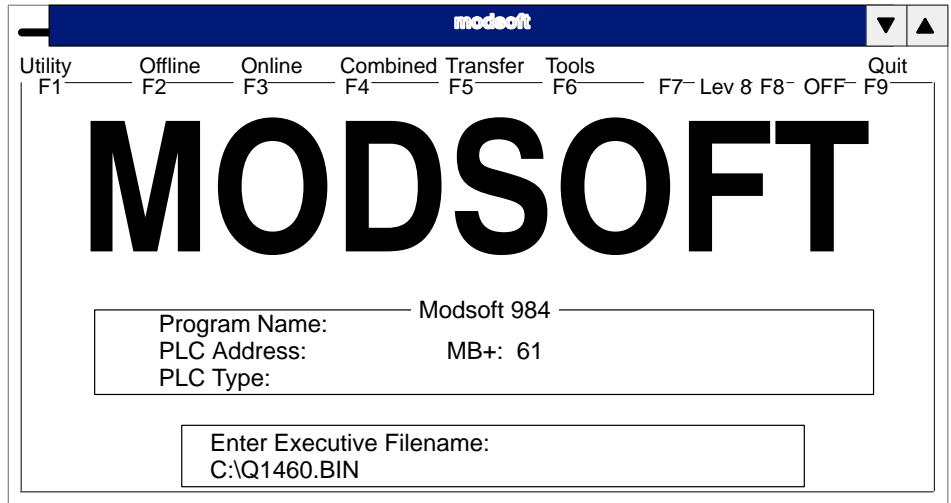 modsoft
Utility Offline Online Combined Transfer Tools Quit
F1 F2 F3 F4 F5 F6 F7 Lev 8 F8 OFF F9
MODSOFT
Modsoft 984
Program Name:
PLC Address: MB+: 61
PLC Type:
Enter Executive Filename:
C:\Q1460.BIN